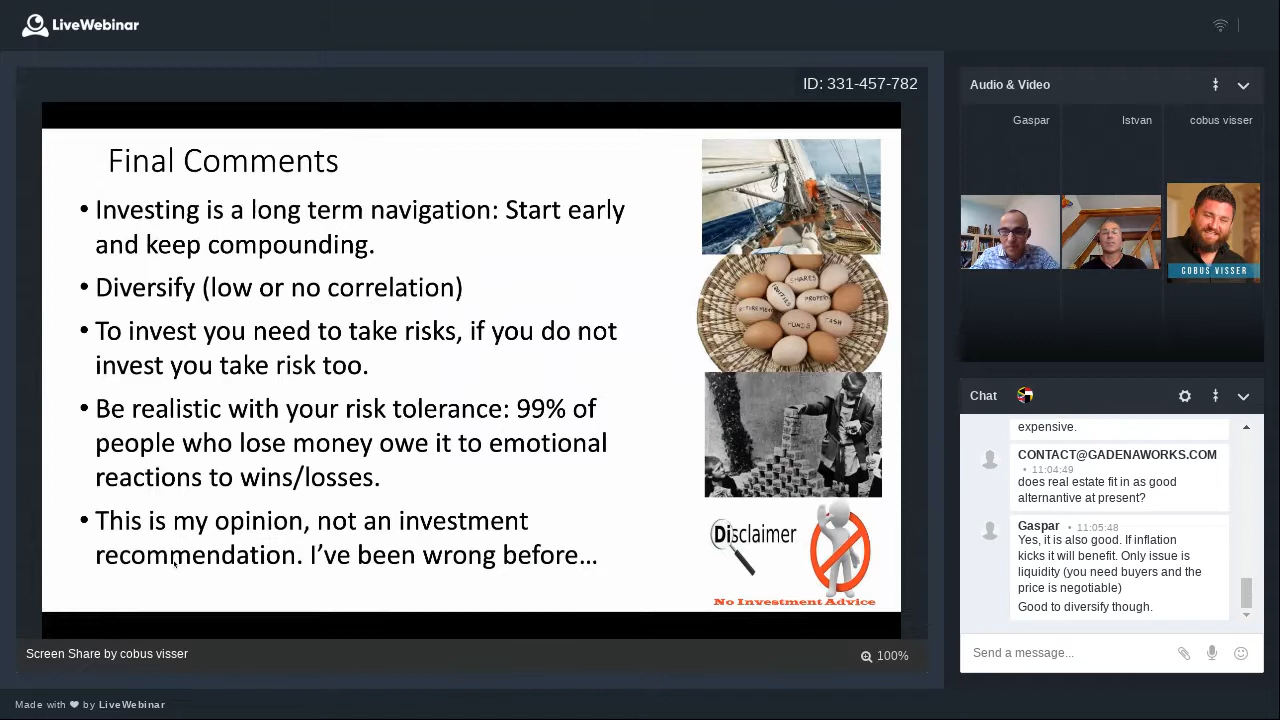 LiveWebinar
ID: 331-457-782
Final Comments
• Investing is a long term navigation: Start early
and keep compounding.
• Diversify (low or no correlation)
• To invest you need to take risks, if you do not
invest you take risk too.
• Be realistic with your risk tolerance: 99% of
people who lose money owe it to emotional
reactions to wins/losses.
• This is my opinion, not an investment
recommendation. I’ve been wrong before…
SHARES
PROPERTY
RETIREMENT
FUNDS
CASH
Disclaimer
No Investment Advice
Screen Share by cobus visser
100%
Audio & Video
Gaspar
Istvan
cobus visser
COBUS VISSER
Chat
expensive.
CONTACT@GADENAWORKS.COM
• 11:04:49
does real estate fit in as good
alternantive at present?
Gaspar • 11:05:48
Yes, it is also good. If inflation
kicks it will benefit. Only issue is
liquidity (you need buyers and the
price is negotiable)
Good to diversify though.
Send a message...
Made with ❤ by LiveWebinar